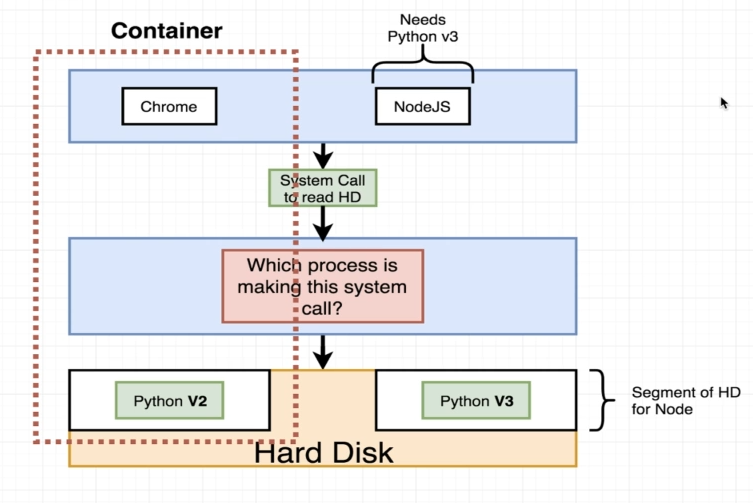 Container
Needs
Python v3
Chrome
NodeJS
System Call
to read HD
Which process is
making this system
call?
Python V2
Python V3
Segment of HD
for Node
Hard Disk